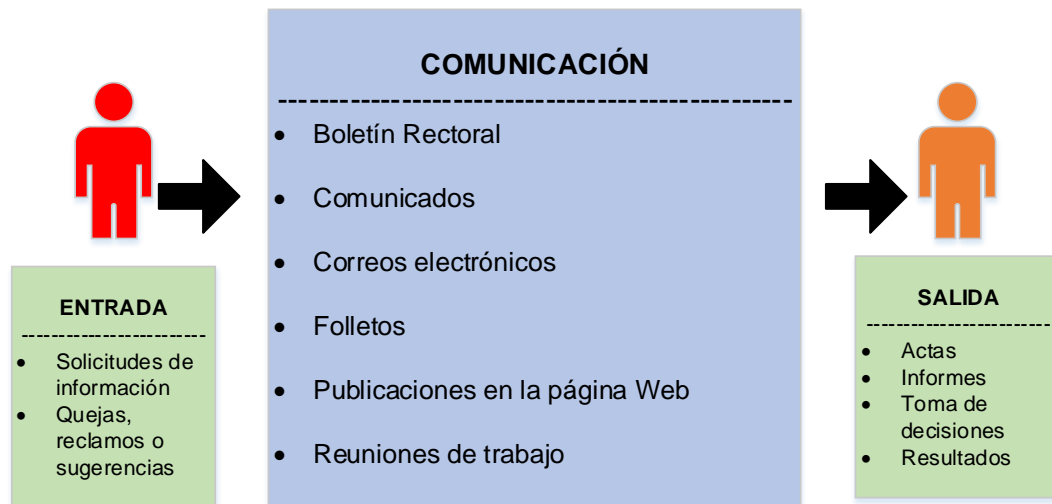 COMUNICACIÓN
• Boletín Rectoral
• Comunicados
• Correos electrónicos
• Folletos
• Publicaciones en la página Web
• Reuniones de trabajo
ENTRADA
• Solicitudes de
información
• Quejas,
reclamos o
sugerencias
SALIDA
• Actas
• Informes
• Toma de
decisiones
• Resultados